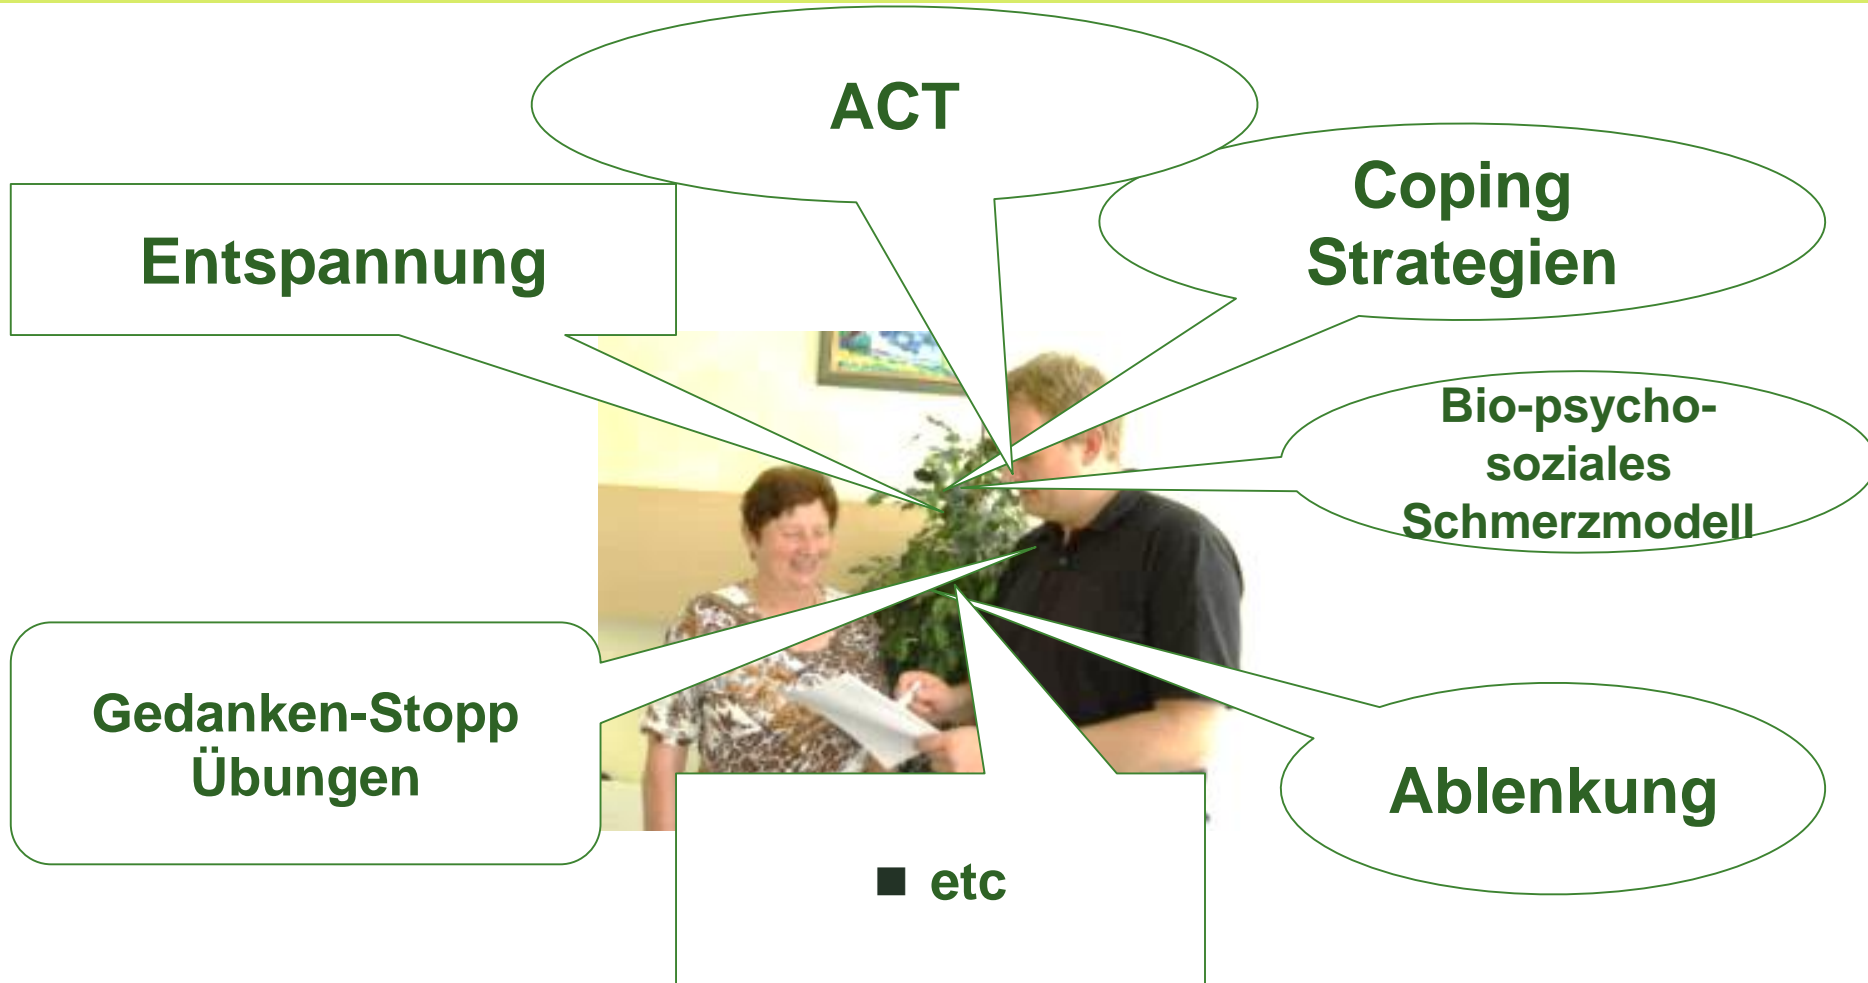 ACT
Coping
Strategien
Entspannung
Bio-psycho-
soziales
Schmerzmodell
Gedanken-Stopp
Übungen
Ablenkung
■ etc